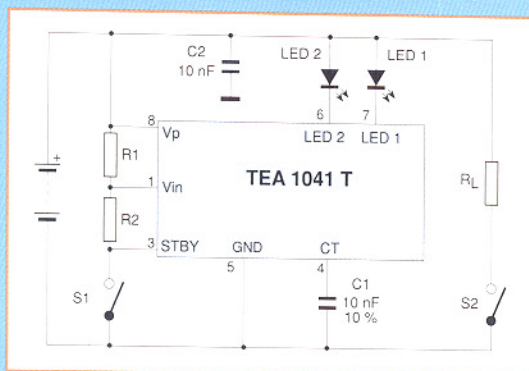 C2
10 nF
LED 2
LED 1
6
7
8
Vp
LED 2
LED 1
R1
TEA 1041 T
1
Vin
RL
R2
3
STBY
GND
CT
5
4
S1
C1
10 nF
10 %
S2
+